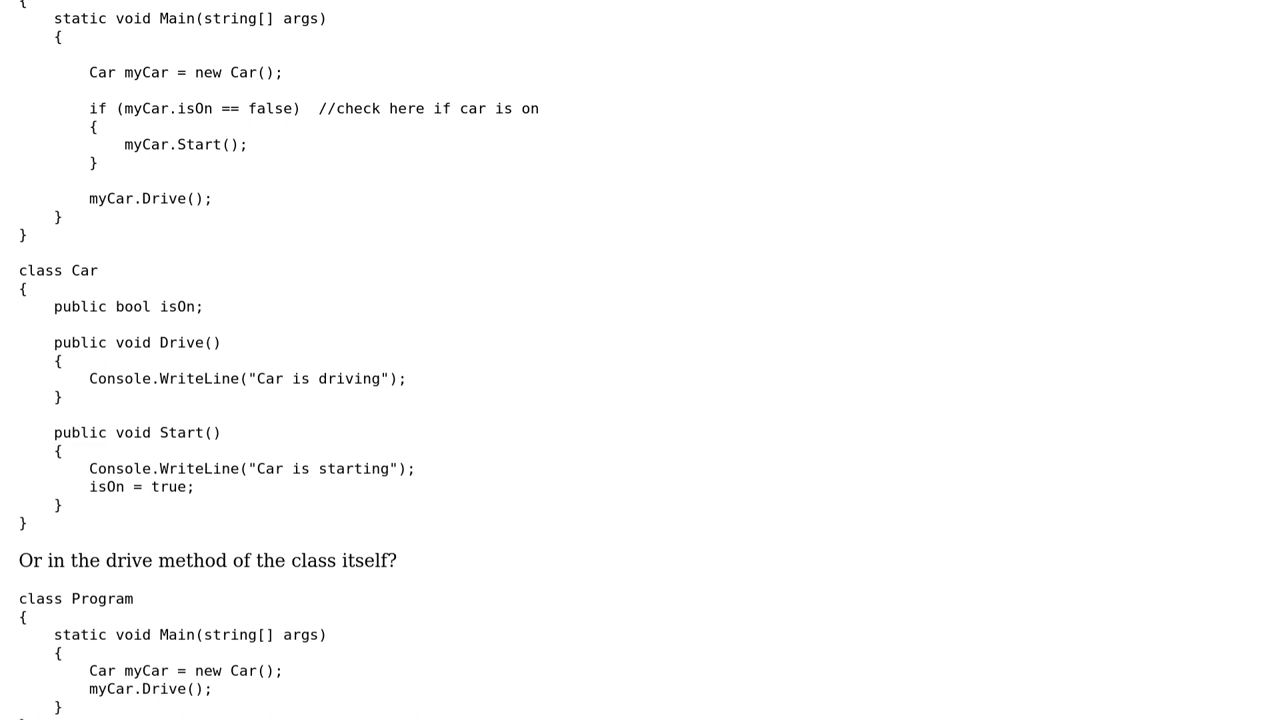 {
    static void Main(string[] args)
    {
        Car myCar = new Car();
        if (myCar.isOn == false)  //check here if car is on
        {
            myCar.Start();
        }
        myCar.Drive();
    }
}
class Car
{
    public bool isOn;
    public void Drive()
    {
        Console.WriteLine("Car is driving");
    }
    public void Start()
    {
        Console.WriteLine("Car is starting");
        isOn = true;
    }
}
Or in the drive method of the class itself?
class Program
{
    static void Main(string[] args)
    {
        Car myCar = new Car();
        myCar.Drive();
    }